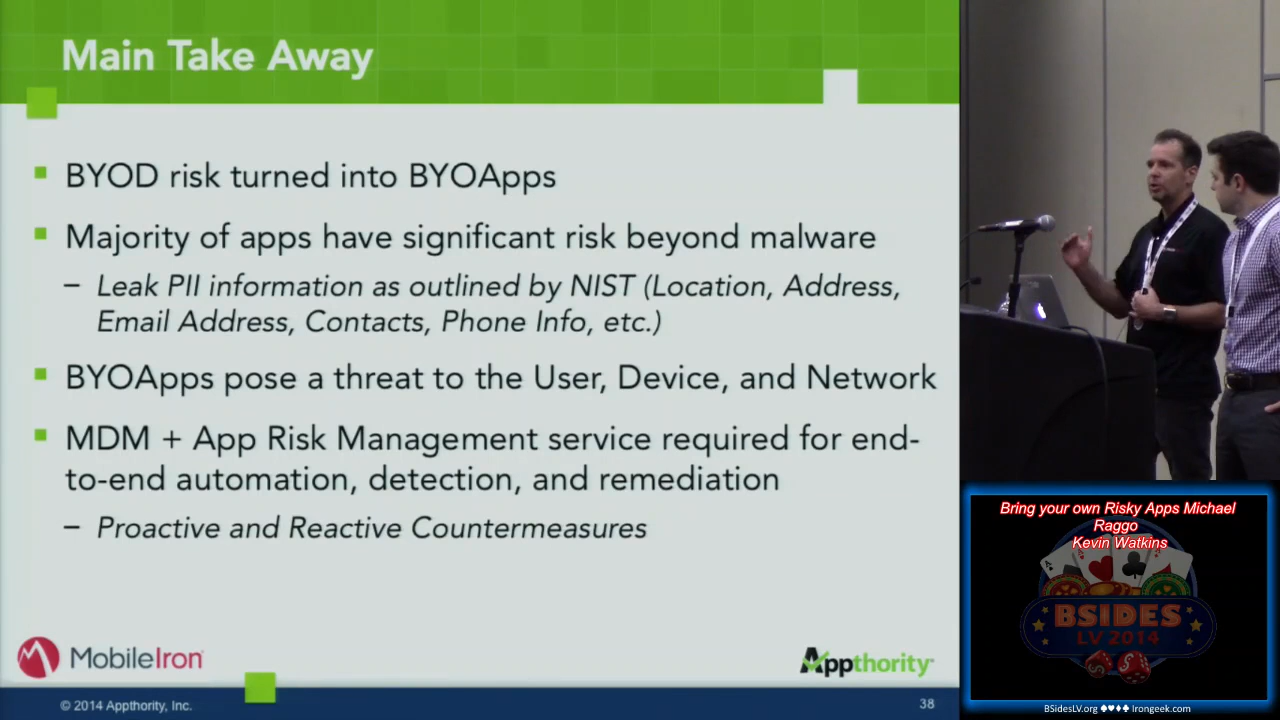 Main Take Away
BYOD risk turned into BYOApps
Majority of apps have significant risk beyond malware
– Leak PII information as outlined by NIST (Location, Address,
Email Address, Contacts, Phone Info, etc.)
BYOApps pose a threat to the User, Device, and Network
MDM + App Risk Management service required for end-
to-end automation, detection, and remediation
– Proactive and Reactive Countermeasures
MobileIron
Appthority
© 2014 Appthority, Inc.
38
Bring your own Risky Apps Michael
Raggo
Kevin Watkins
BSIDES
LV 2014
BSidesLV.org ♠♥♦♣ Irongeek.com